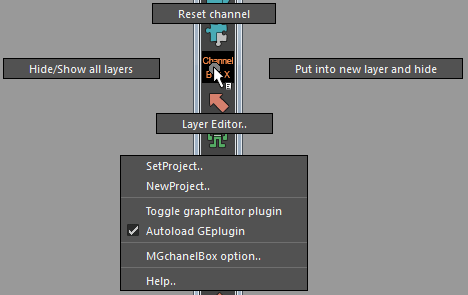 Reset channel
Channel
B X
Hide/Show all layers
Put into new layer and hide
Layer Editor..
SetProject..
NewProject..
Toggle graphEditor plugin
Autoload GEplugin
MGchanelBox option..
Help..